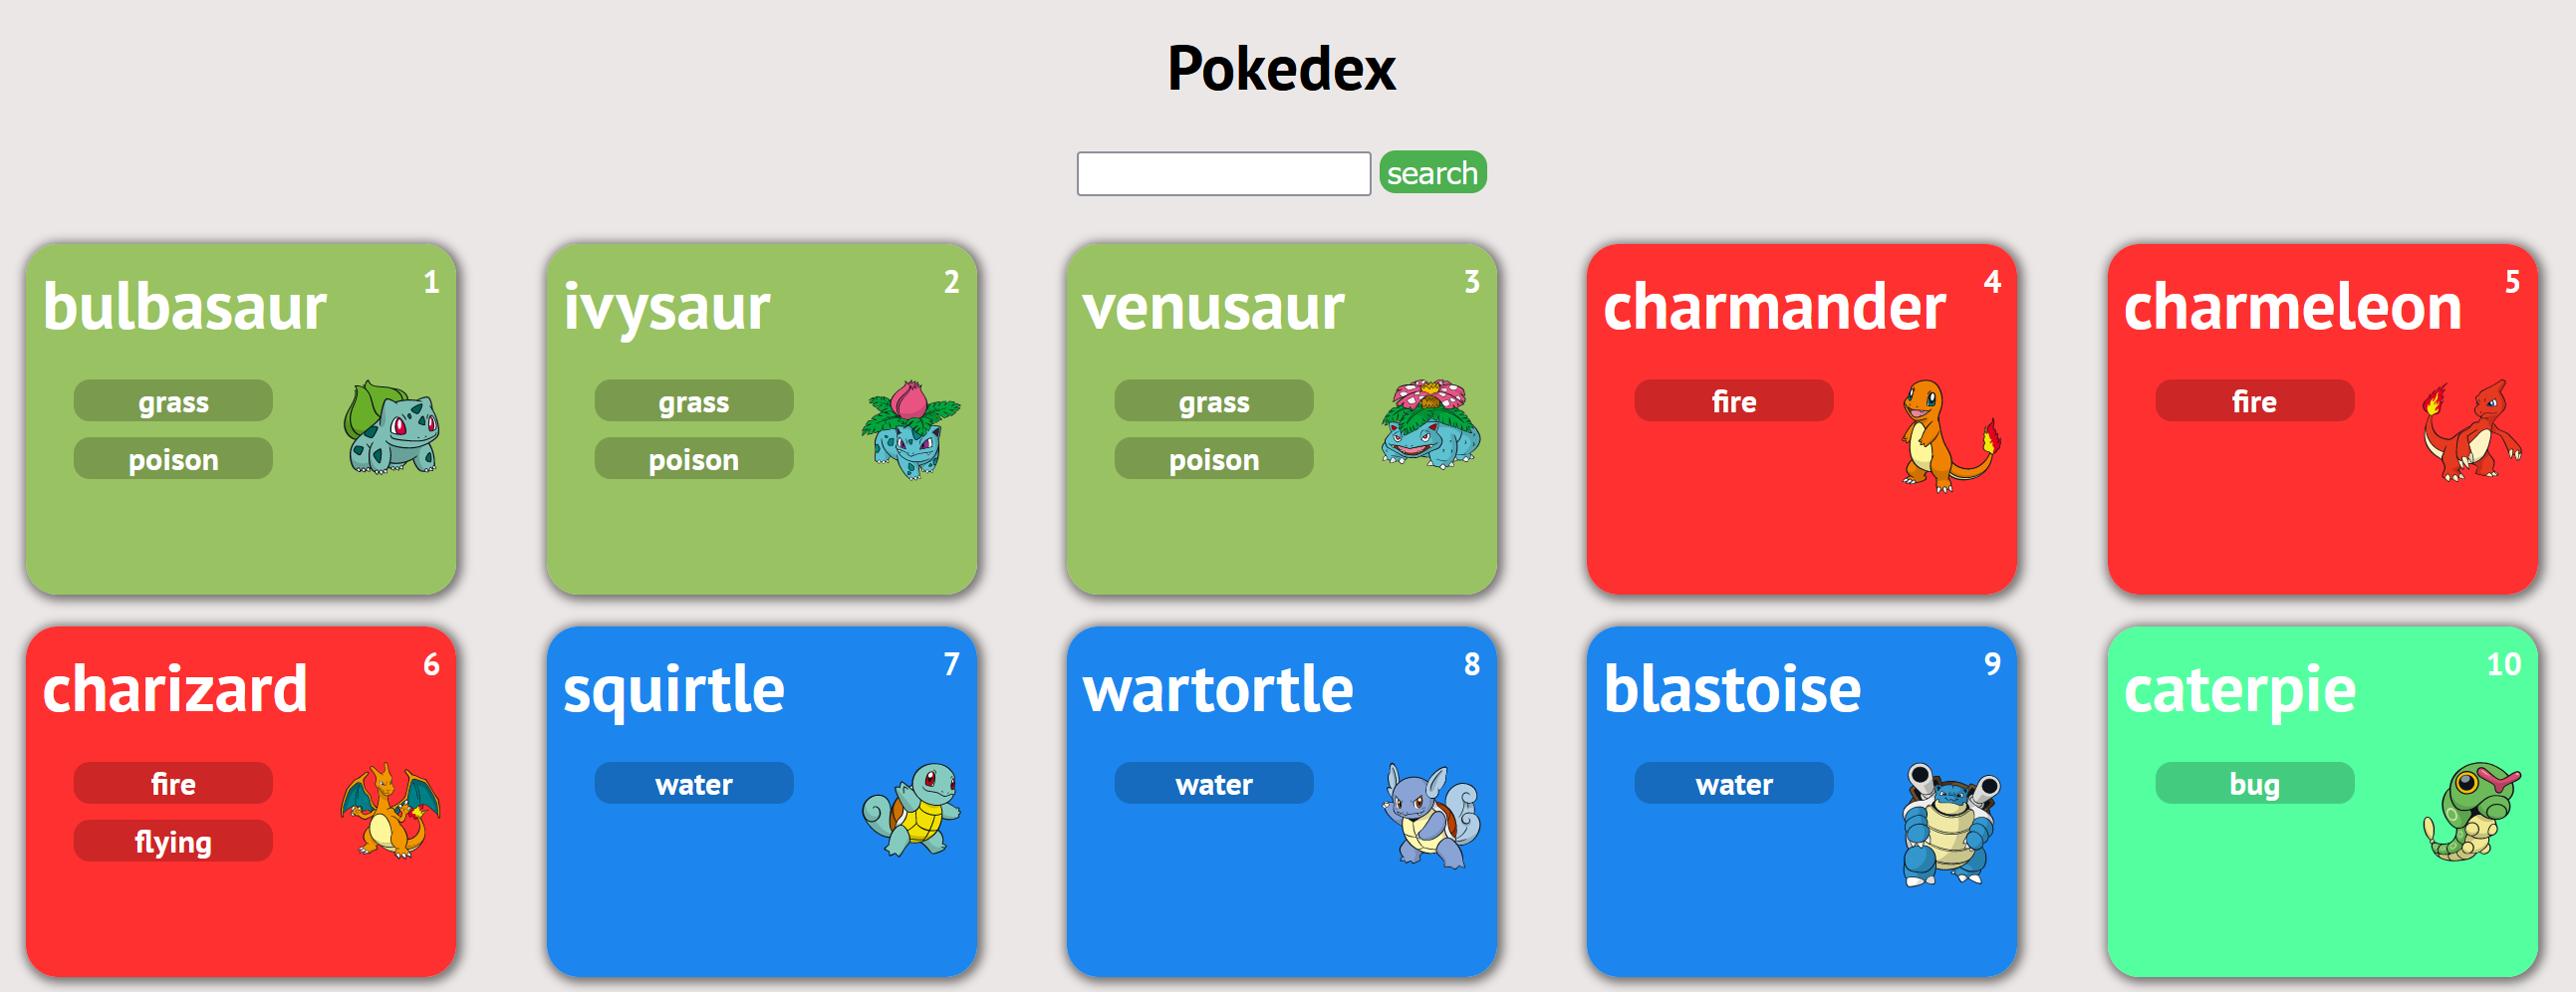 Pokedex
search
1
bulbasaur
grass
poison
2
ivysaur
grass
poison
3
venusaur
grass
poison
4
charmander
fire
5
charmeleon
fire
6
charizard
fire
flying
7
squirtle
water
8
wartortle
water
9
blastoise
water
10
caterpie
bug